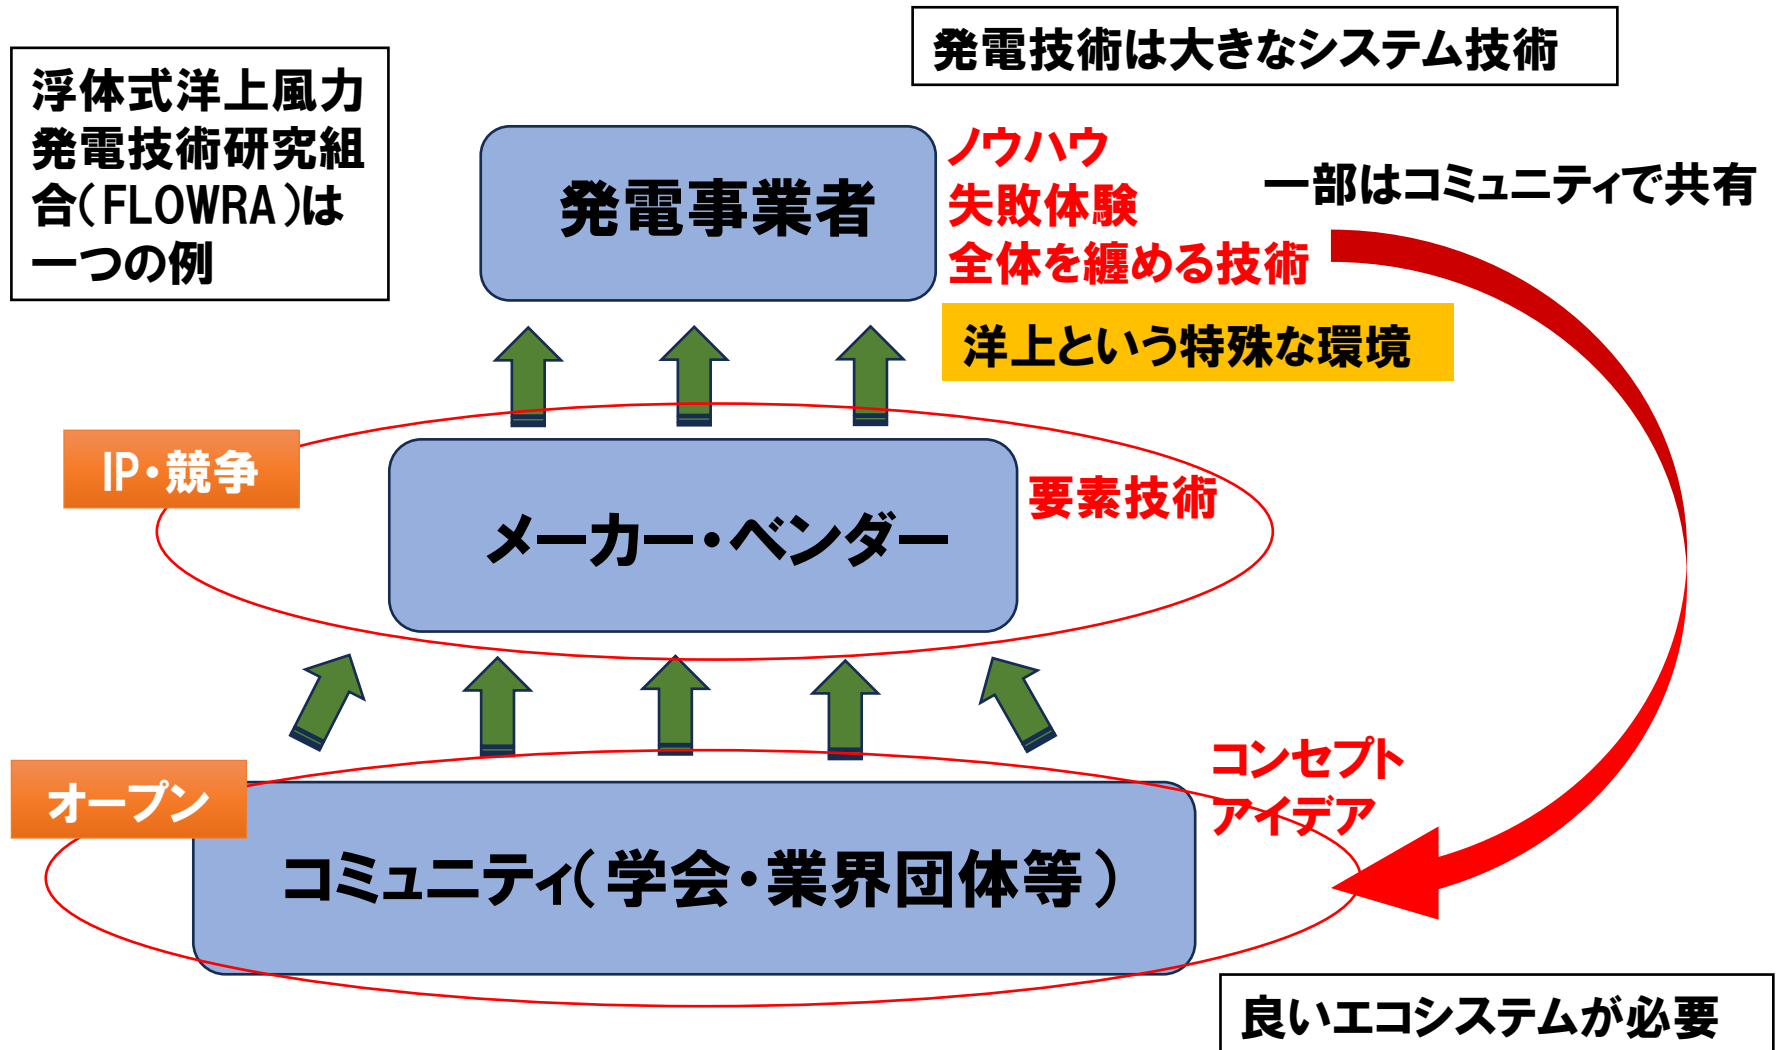 発電技術は大きなシステム技術
浮体式洋上風力
発電技術研究組
合(FLOWRA)は
一つの例
発電事業者
ノウハウ
失敗体験
全体を纏める技術
一部はコミュニティで共有
洋上という特殊な環境
IP・競争
メーカー・ベンダー
要素技術
オープン
コンセプト
アイデア
コミュニティ(学会・業界団体等)
良いエコシステムが必要